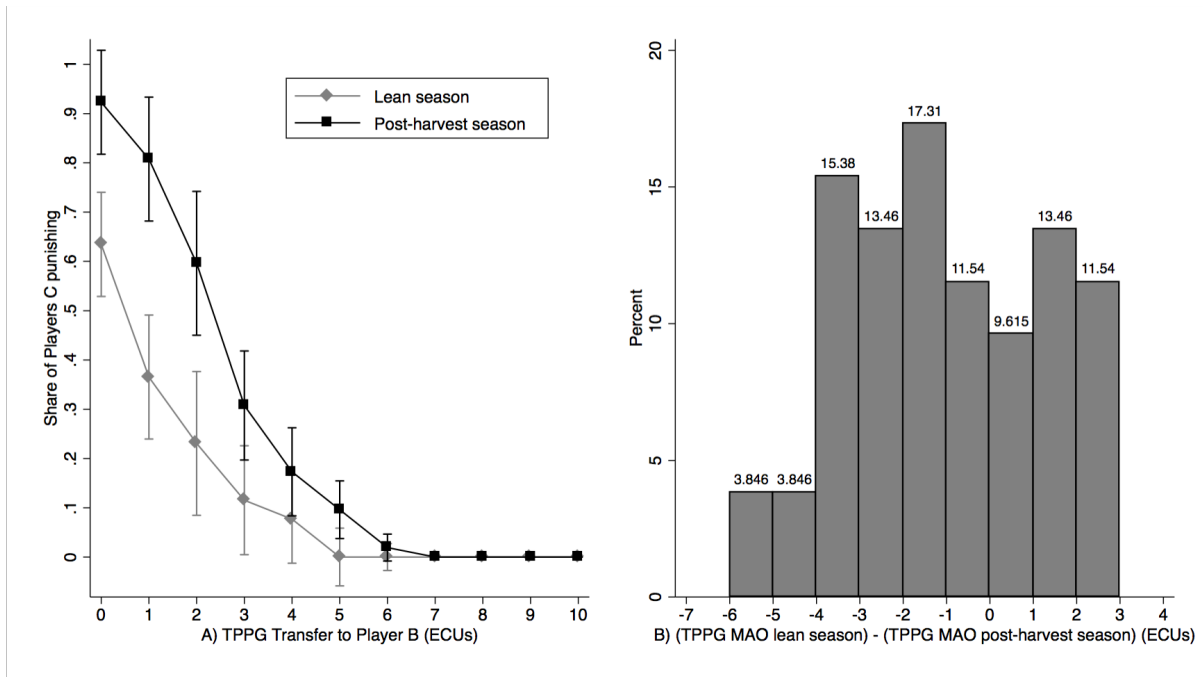 Share of Players C punishing
1
.9
.8
.7
.6
.5
.4
.3
.2
.1
0
Lean season
Post-harvest season
0 1 2 3 4 5 6 7 8 9 10
A) TPPG Transfer to Player B (ECUs)
Percent
20
15
10
5
0
3.846 3.846 15.38 13.46 17.31 11.54 9.615 13.46 11.54
-7 -6 -5 -4 -3 -2 -1 0 1 2 3 4
B) (TPPG MAO lean season) - (TPPG MAO post-harvest season) (ECUs)